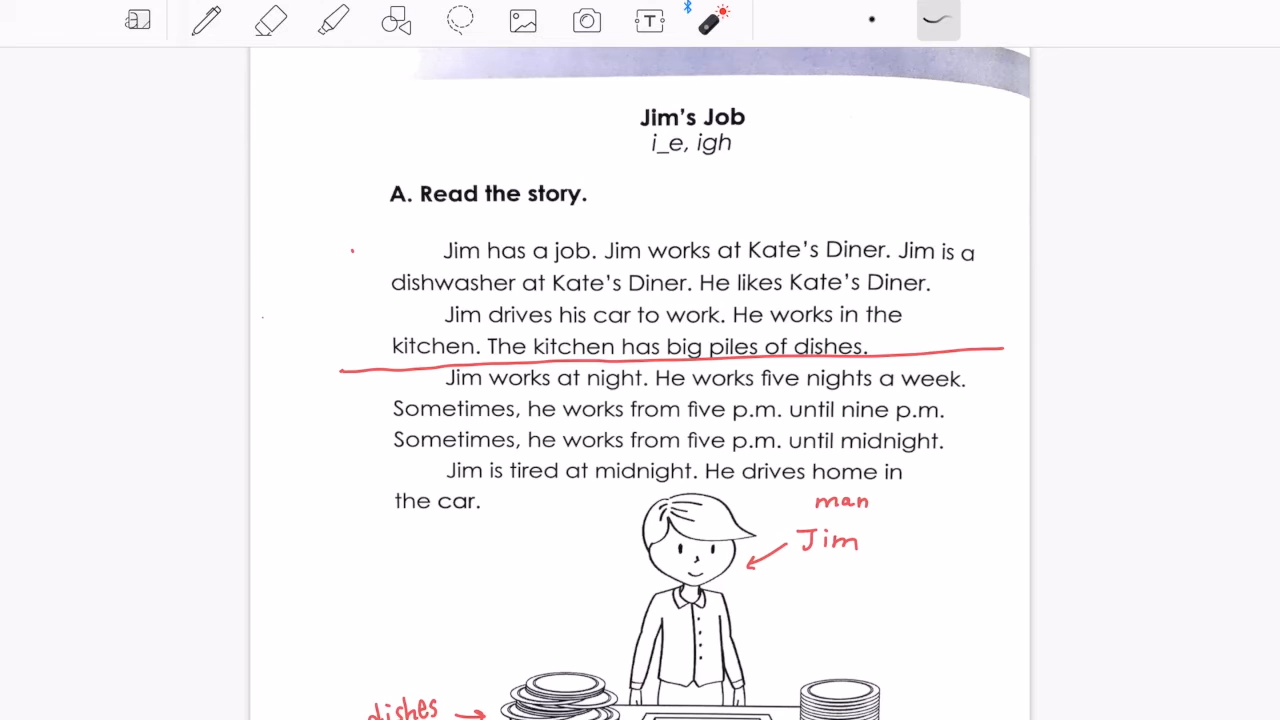 Jim's Job
i_e, igh
A. Read the story.
Jim has a job. Jim works at Kate's Diner. Jim is a
dishwasher at Kate's Diner. He likes Kate's Diner.
Jim drives his car to work. He works in the
kitchen. The kitchen has big piles of dishes.
Jim works at night. He works five nights a week.
Sometimes, he works from five p.m. until nine p.m.
Sometimes, he works from five p.m. until midnight.
Jim is tired at midnight. He drives home in
the car.
man
Jim
dishes